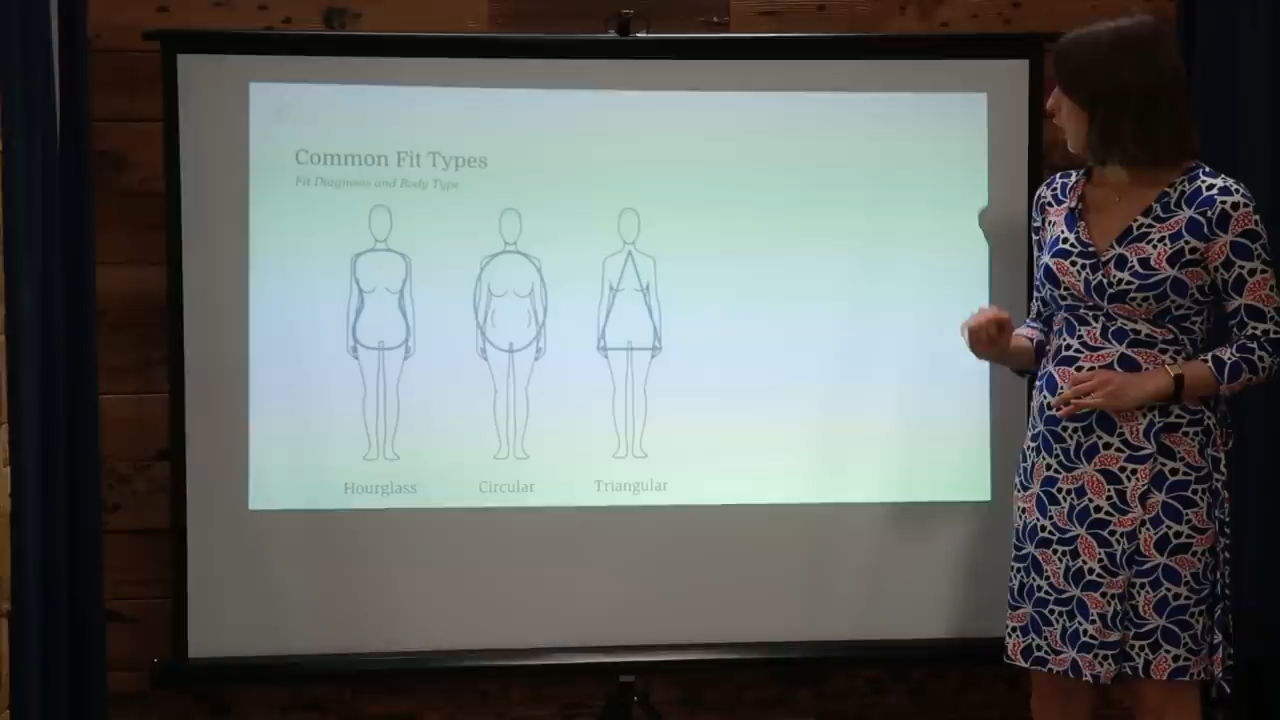 Common Fit Types
Fit Diagnosis and Body Type
Hourglass
Circular
Triangular